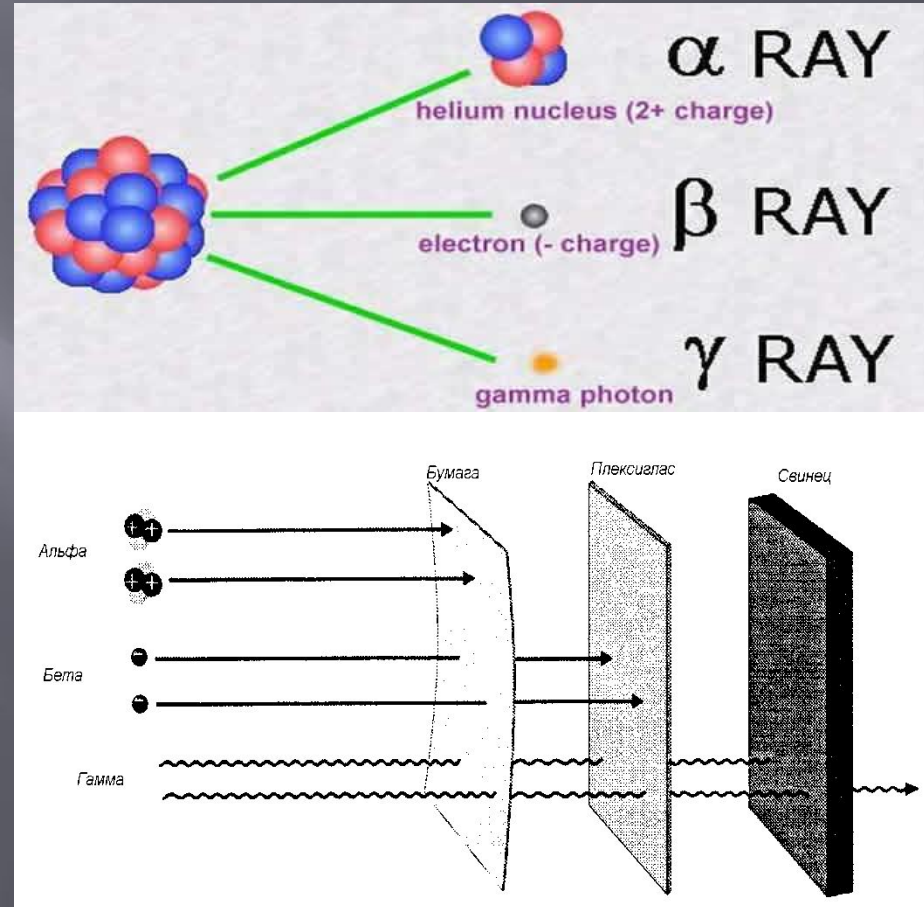 α RAY
helium nucleus (2+ charge)
β RAY
electron (- charge)
γ RAY
gamma photon
Бумага
Плексиглас
Свинец
Альфа
Бета
Гамма